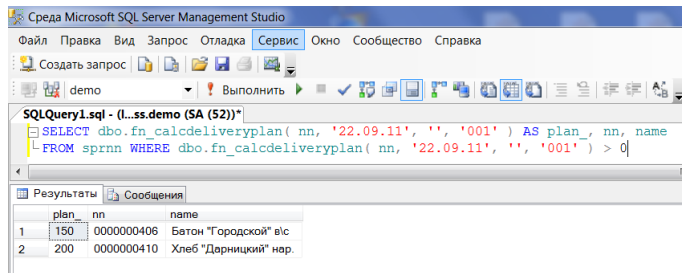 Среда Microsoft SQL Server Management Studio
Файл Правка Вид Запрос Отладка Сервис Окно Сообщество Справка
Создать запрос
demo Выполнить
SQLQuery1.sql - (l...ss.demo (SA (52))*
SELECT dbo.fn_calcdeliveryplan( nn, '22.09.11', '', '001' ) AS plan_, nn, name
FROM sprnn WHERE dbo.fn_calcdeliveryplan( nn, '22.09.11', '', '001' ) > 0
Результаты Сообщения
plan_ nn name
1 150 0000000406 Батон "Городской" в\с
2 200 0000000410 Хлеб "Дарницкий" нар.